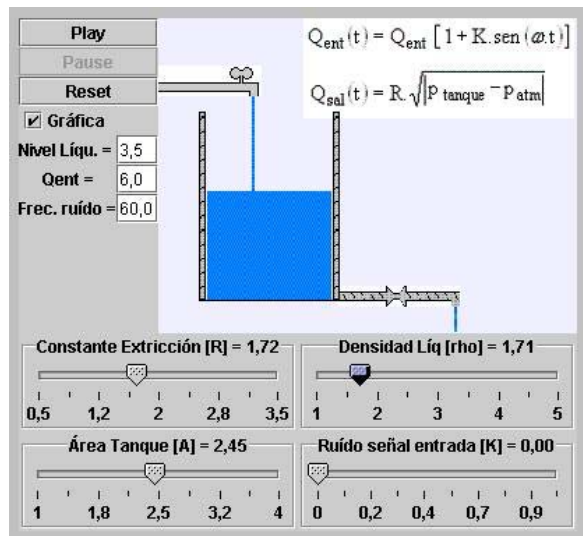 Play
Pause
Reset
Gráfica
Nivel Líqu. = 3,5
Qent = 6,0
Frec. ruído = 60,0
Qent(t) = Qent [ 1 + K.sen (ω.t)]
Qsal(t) = R.√|P tanque − P atm|
Constante Extricción [R] = 1,72
0,5 1,2 2 2,8 3,5
Densidad Líq [rho] = 1,71
1 2 3 4 5
Área Tanque [A] = 2,45
1 1,8 2,5 3,2 4
Ruído señal entrada [K] = 0,00
0 0,2 0,4 0,7 0,9